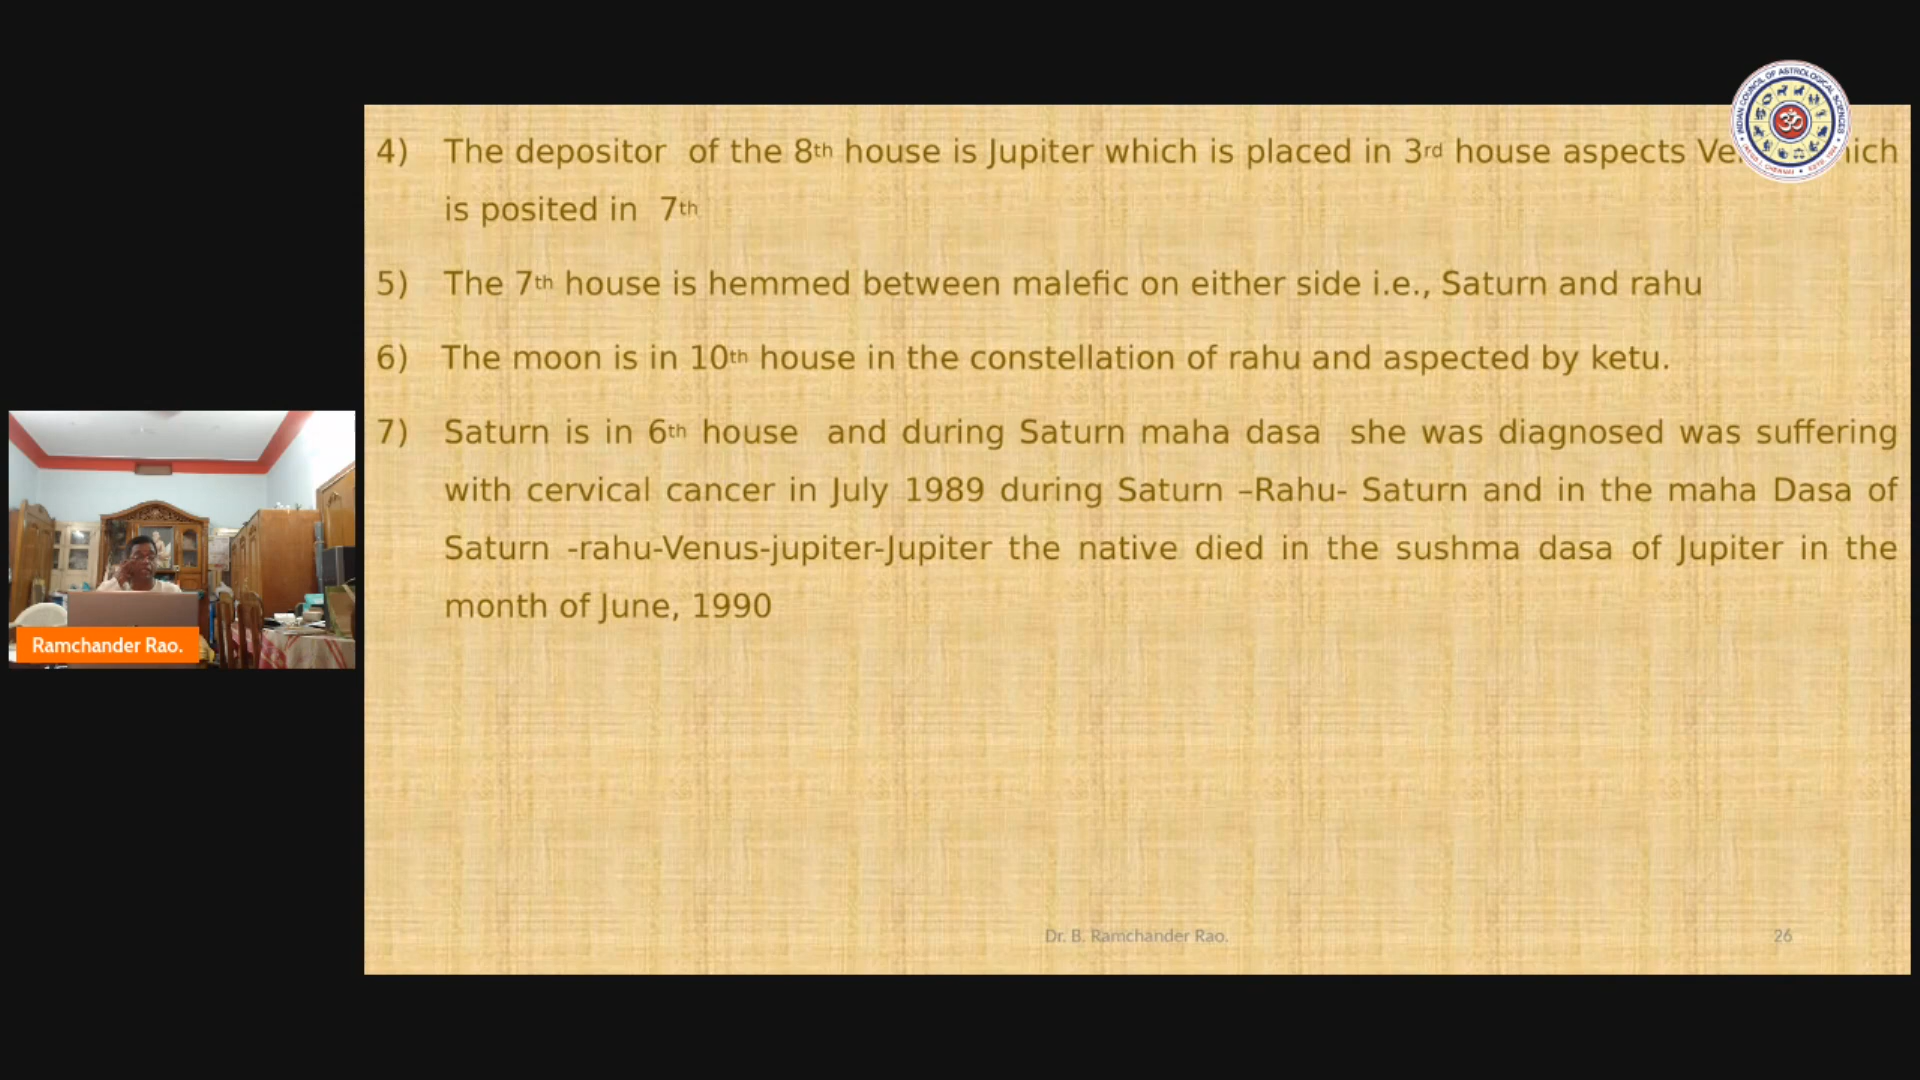 4) The depositor of the 8th house is Jupiter which is placed in 3rd house aspects
is posited in 7th
5) The 7th house is hemmed between malefic on either side i.e., Saturn and rahu
6) The moon is in 10th house in the constellation of rahu and aspected by ketu.
7) Saturn is in 6th house and during Saturn maha dasa she was diagnosed was suffering
with cervical cancer in July 1989 during Saturn –Rahu- Saturn and in the maha Dasa of
Saturn -rahu-Venus-jupiter-Jupiter the native died in the sushma dasa of Jupiter in the
month of June, 1990
Ramchander Rao.
Dr. B. Ramchander Rao.
26
INDIAN COUNCIL OF ASTROLOGICAL SCIENCES